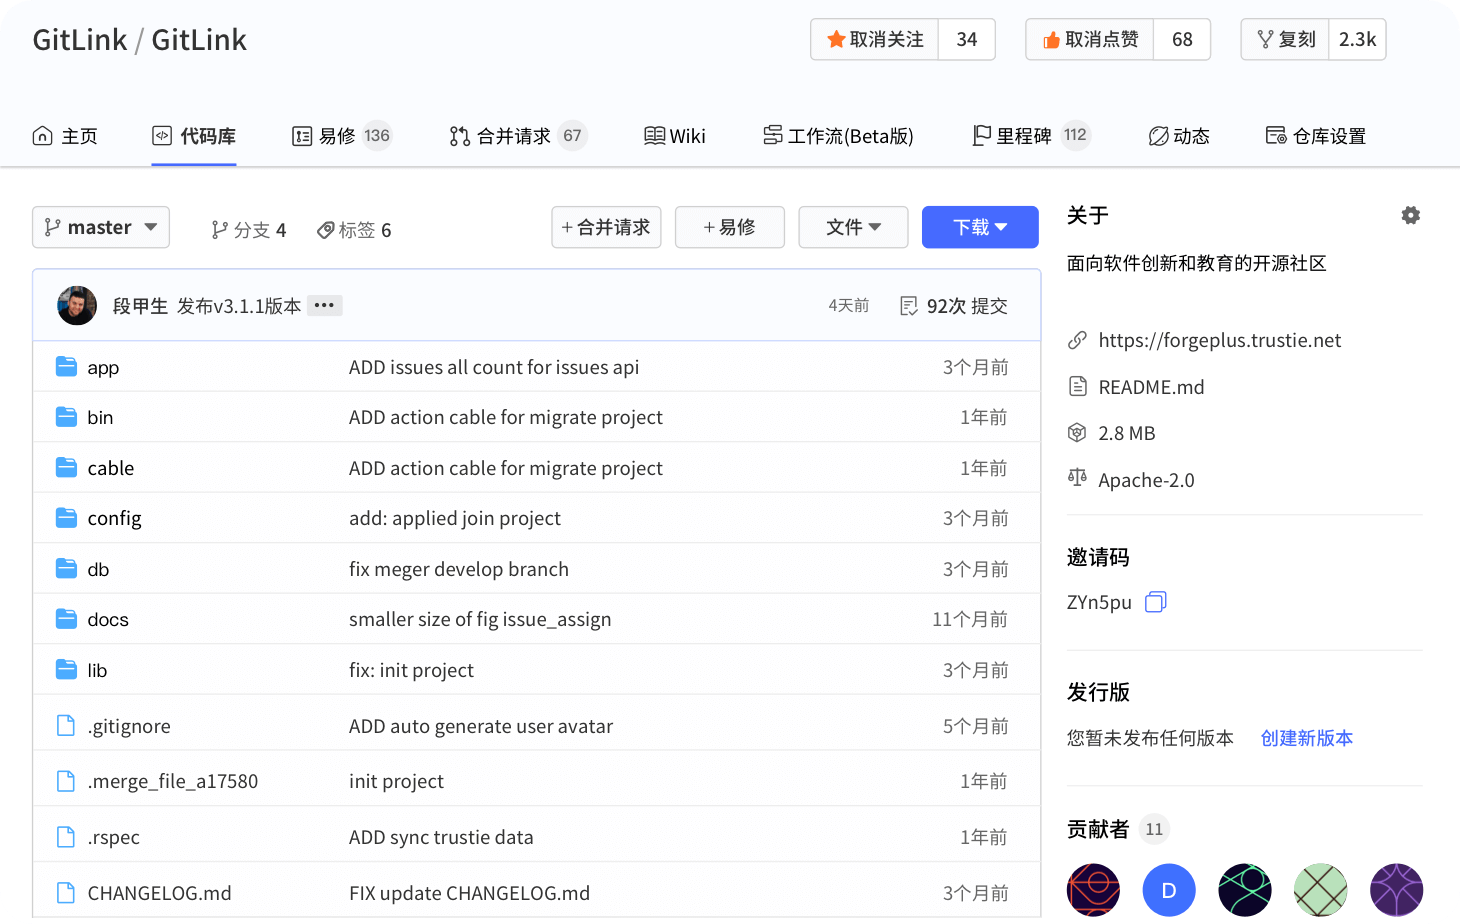 GitLink / GitLink
取消关注 34
取消点赞 68
复刻 2.3k
主页
代码库
易修 136
合并请求 67
Wiki
工作流(Beta版)
里程碑 112
动态
仓库设置
master
分支 4
标签 6
+合并请求
+易修
文件
下载
段甲生 发布v3.1.1版本 ••• 4天前 92次 提交
app ADD issues all count for issues api 3个月前
bin ADD action cable for migrate project 1年前
cable ADD action cable for migrate project 1年前
config add: applied join project 3个月前
db fix meger develop branch 3个月前
docs smaller size of fig issue_assign 11个月前
lib fix: init project 3个月前
.gitignore ADD auto generate user avatar 5个月前
.merge_file_a17580 init project 1年前
.rspec ADD sync trustie data 1年前
CHANGELOG.md FIX update CHANGELOG.md 3个月前
关于
面向软件创新和教育的开源社区
https://forgeplus.trustie.net
README.md
2.8 MB
Apache-2.0
邀请码
ZYn5pu
发行版
您暂未发布任何版本 创建新版本
贡献者 11
D